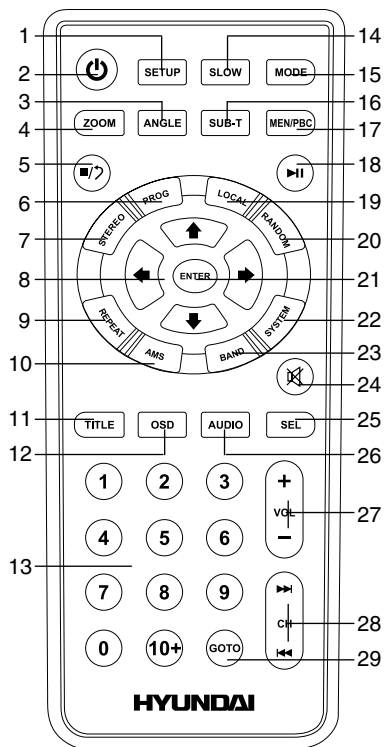 1
14
SETUP
SLOW
MODE
2
15
3
16
ZOOM
ANGLE
SUB-T
MEN/PBC
4
17
5
18
6
PROG
LOCAL
19
STEREO
RANDOM
7
20
8
ENTER
21
9
REPEAT
SYSTEM
22
AMS
BAND
23
10
24
TITLE
OSD
AUDIO
SEL
11
25
12
26
1
2
3
+
VOL
27
4
5
6
−
13
7
8
9
CH
28
0
10+
GOTO
29
HYUNDAI